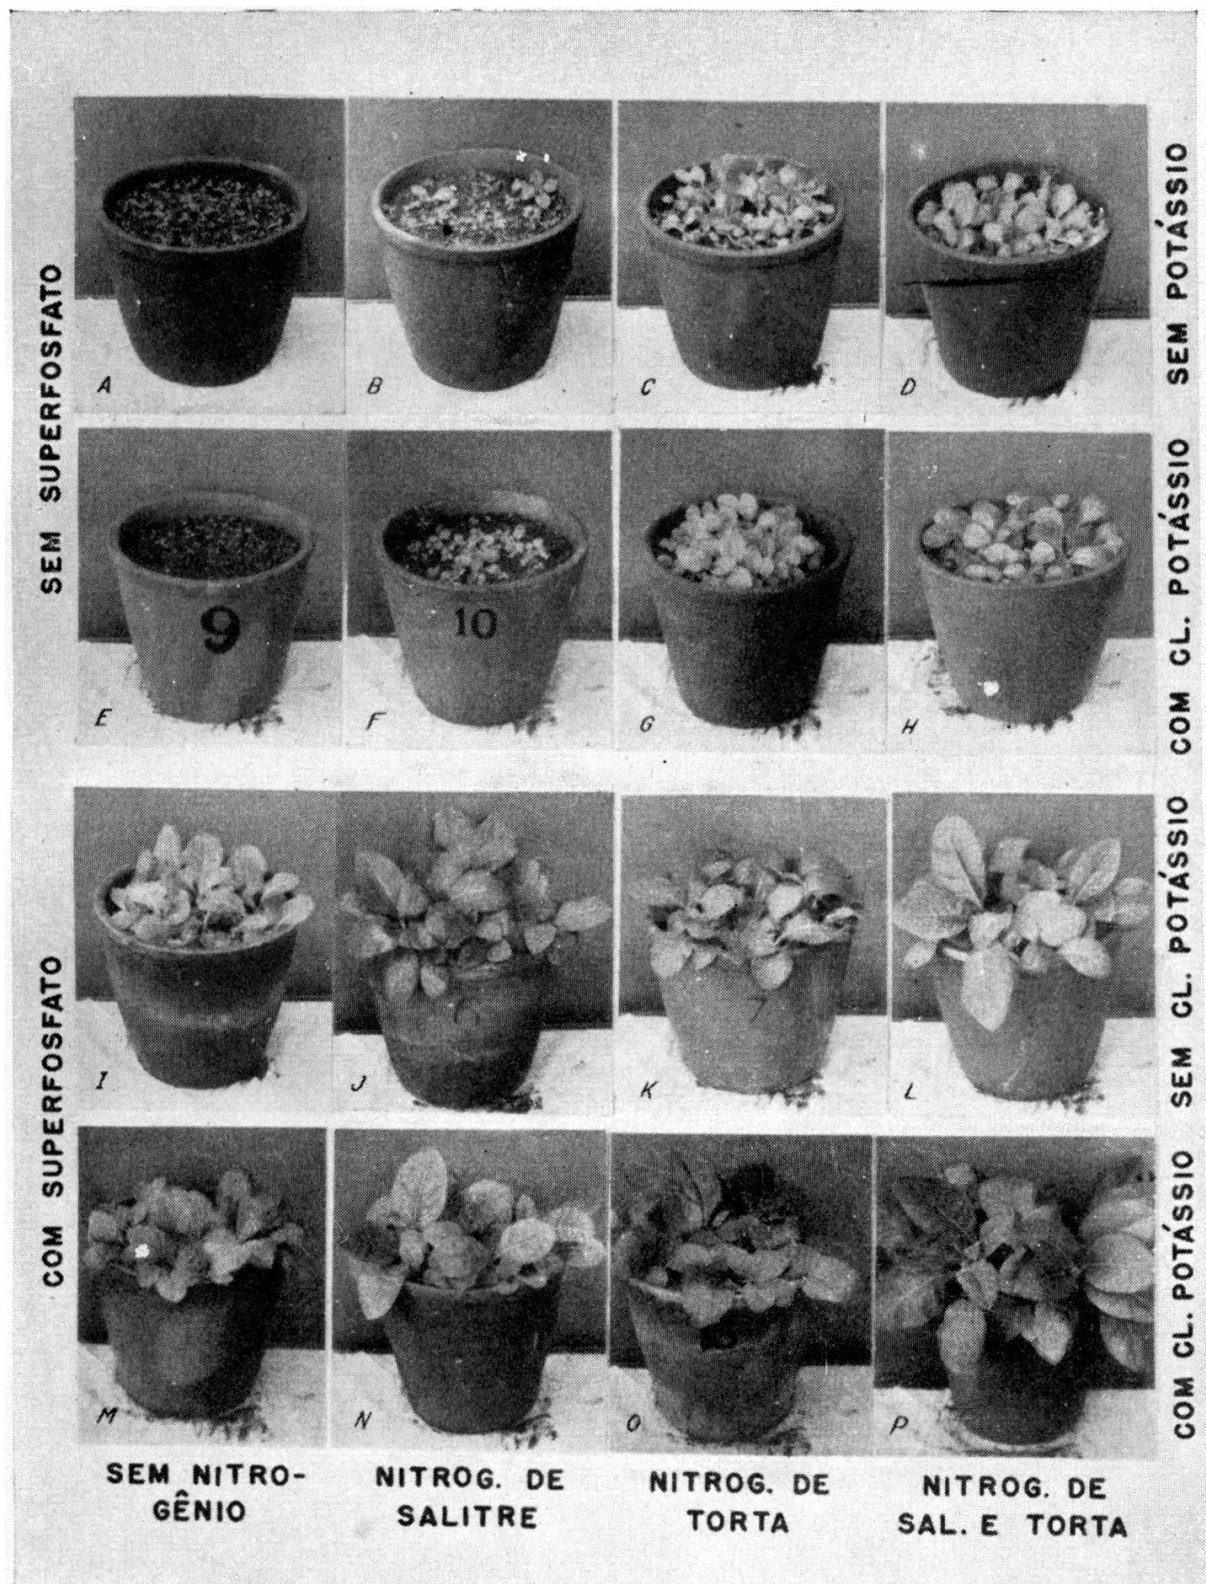 SEM SUPERFOSFATO
COM SUPERFOSFATO
A
B
C
D
SEM POTÁSSIO
E
9
F
10
G
H
COM CL. POTÁSSIO
I
J
K
L
SEM CL. POTÁSSIO
M
N
O
P
COM CL. POTÁSSIO
SEM NITRO-
GÊNIO
NITROG. DE
SALITRE
NITROG. DE
TORTA
NITROG. DE
SAL. E TORTA